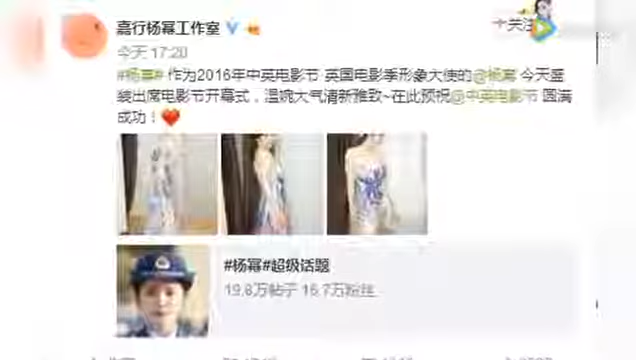 嘉行杨幂工作室
十关注
今天 17:20
#杨幂# 作为2016年中英电影节 英国电影季形象大使的@杨幂 今天盛
装出席电影节开幕式，温婉大气清新雅致~在此预祝@中英电影节 圆满
成功！
#杨幂#超级话题
19.8万帖子 16.7万粉丝